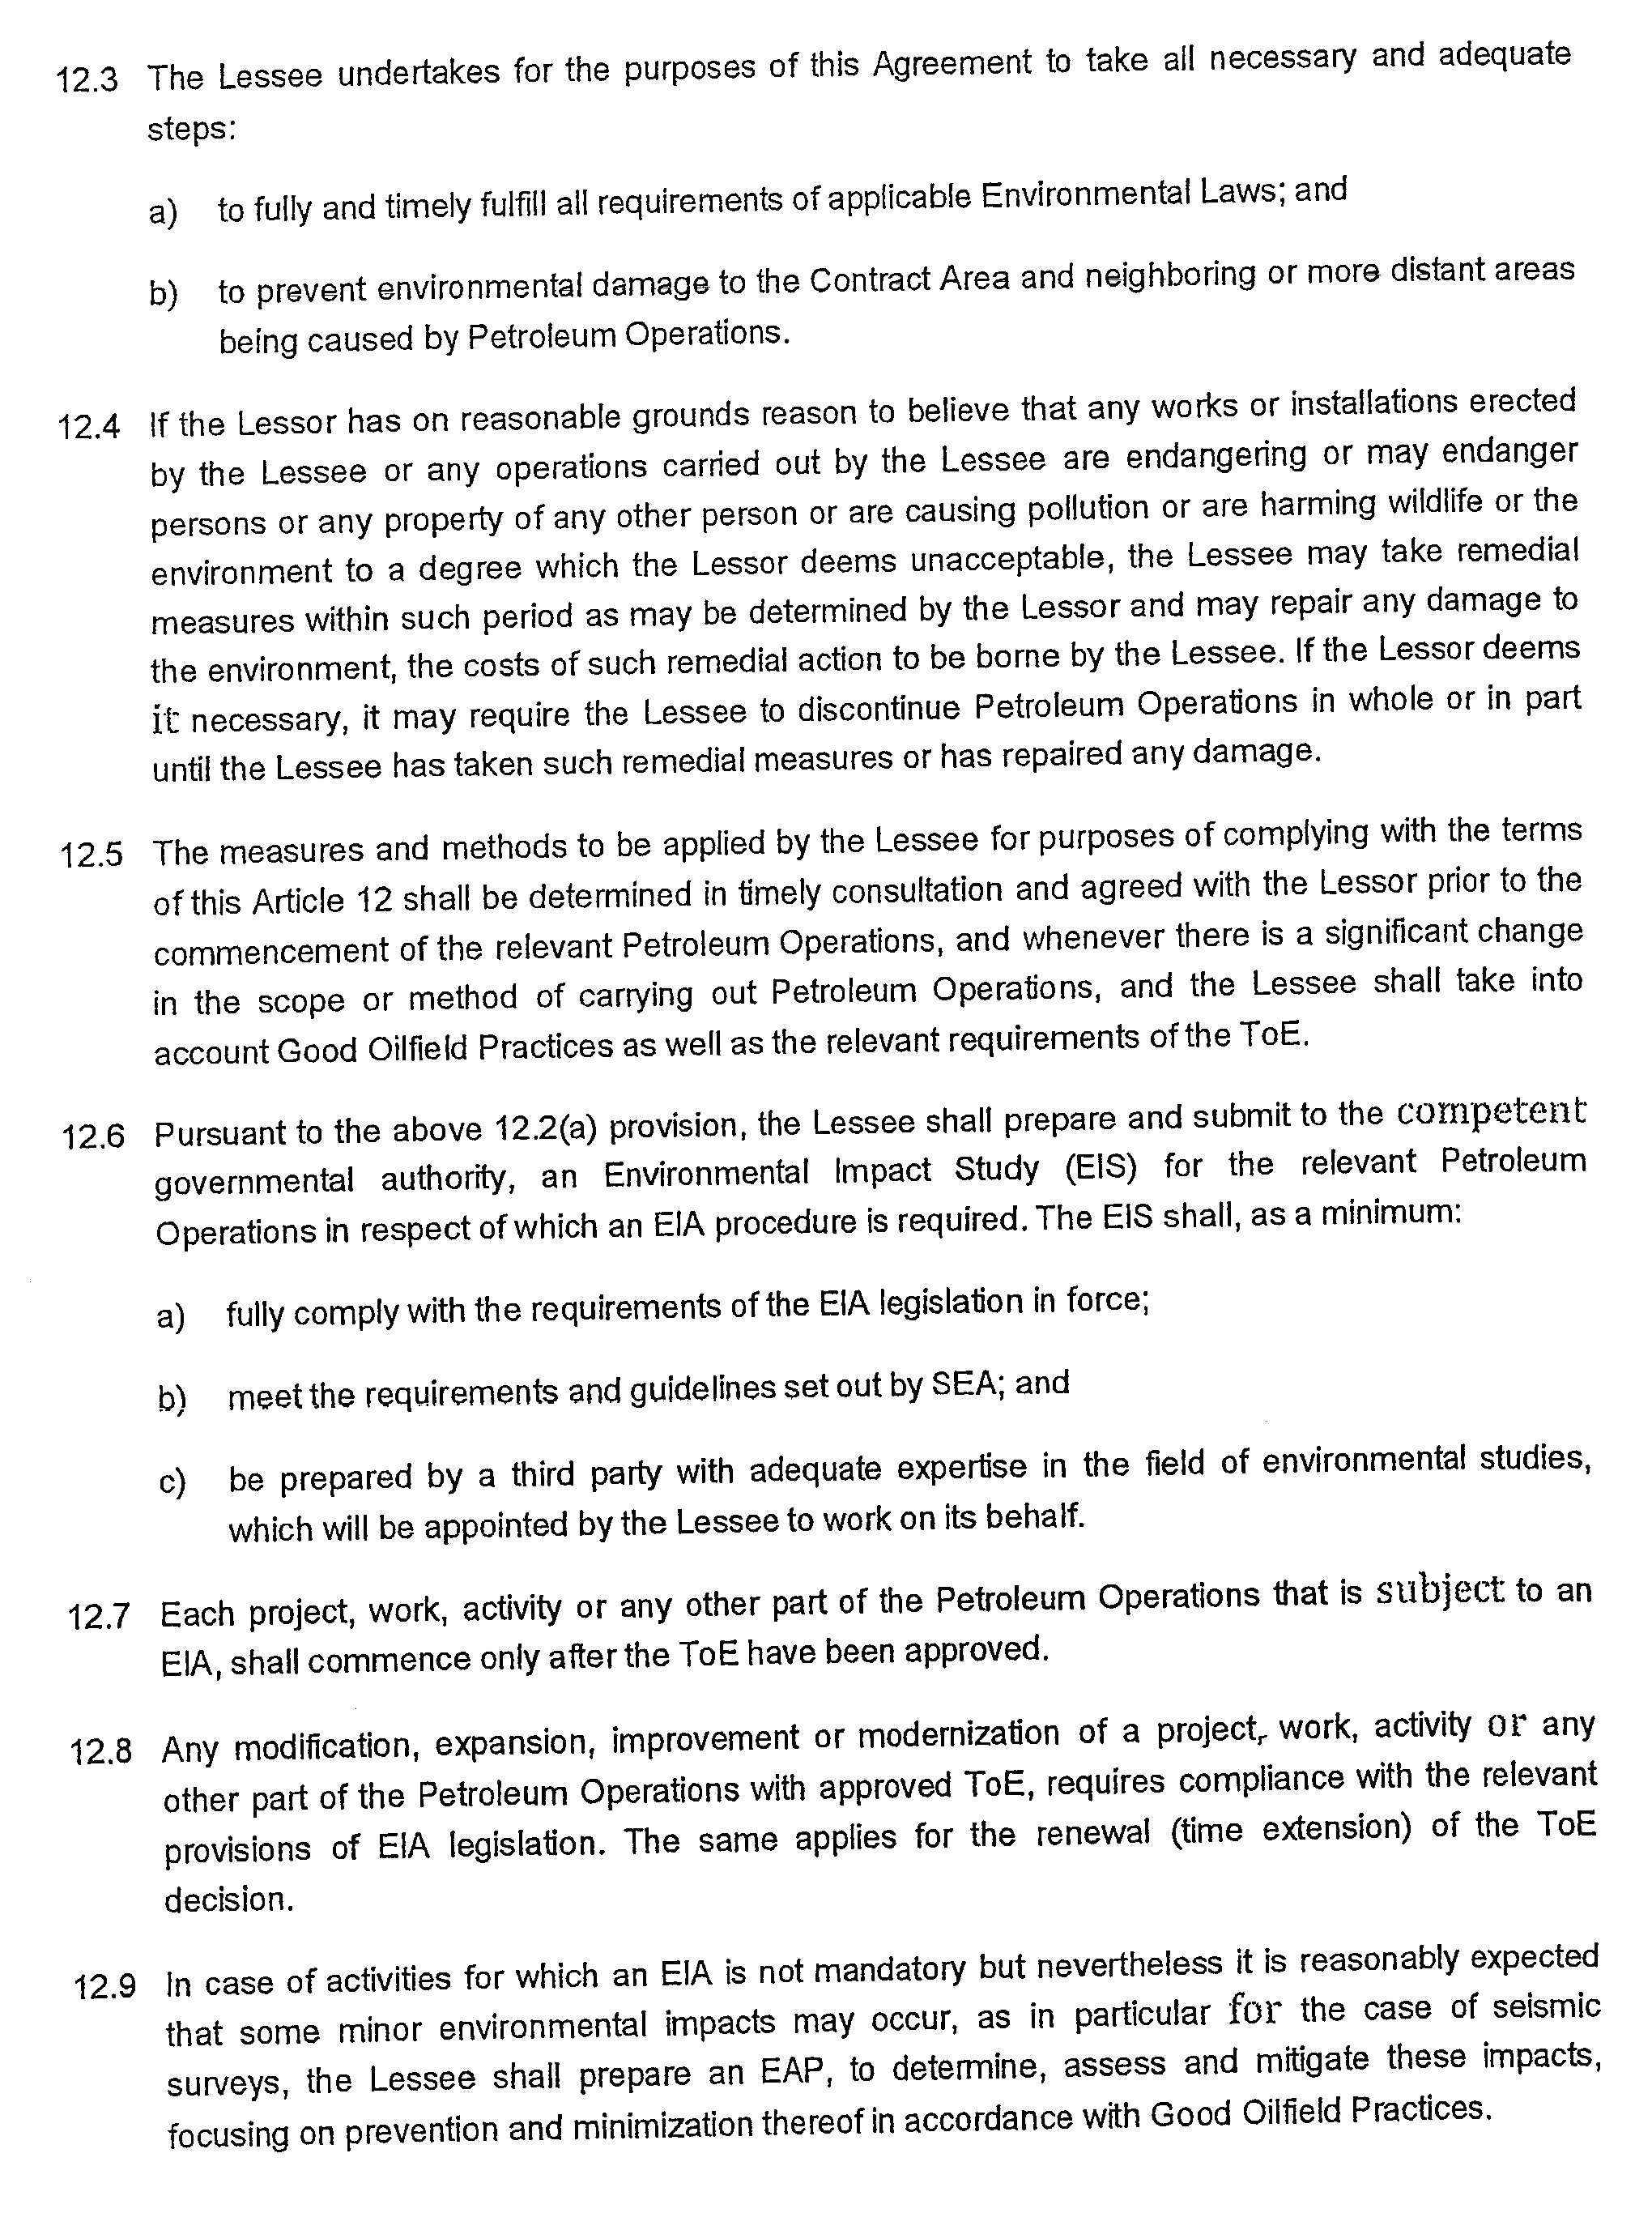 12.3 The Lessee undertakes for the purposes of this Agreement to take all necessary and adequate
steps:
a) to fully and timely fulfill all requirements of applicable Environmental Laws; and
b) to prevent environmental damage to the Contract Area and neighboring or more distant areas
being caused by Petroleum Operations.
12.4 If the Lessor has on reasonable grounds reason to believe that any works or installations erected
by the Lessee or any operations carried out by the Lessee are endangering or may endanger
persons or any property of any other person or are causing pollution or are harming wildlife or the
environment to a degree which the Lessor deems unacceptable, the Lessee may take remedial
measures within such period as may be determined by the Lessor and may repair any damage to
the environment, the costs of such remedial action to be borne by the Lessee. If the Lessor deems
it necessary, it may require the Lessee to discontinue Petroleum Operations in whole or in part
until the Lessee has taken such remedial measures or has repaired any damage.
12.5 The measures and methods to be applied by the Lessee for purposes of complying with the terms
of this Article 12 shall be determined in timely consultation and agreed with the Lessor prior to the
commencement of the relevant Petroleum Operations, and whenever there is a significant change
in the scope or method of carrying out Petroleum Operations, and the Lessee shall take into
account Good Oilfield Practices as well as the relevant requirements of the ToE.
12.6 Pursuant to the above 12.2(a) provision, the Lessee shall prepare and submit to the competent
governmental authority, an Environmental Impact Study (EIS) for the relevant Petroleum
Operations in respect of which an EIA procedure is required. The EIS shall, as a minimum:
a) fully comply with the requirements of the EIA legislation in force;
b) meet the requirements and guidelines set out by SEA; and
c) be prepared by a third party with adequate expertise in the field of environmental studies,
which will be appointed by the Lessee to work on its behalf.
12.7 Each project, work, activity or any other part of the Petroleum Operations that is subject to an
EIA, shall commence only after the ToE have been approved.
12.8 Any modification, expansion, improvement or modernization of a project, work, activity or any
other part of the Petroleum Operations with approved ToE, requires compliance with the relevant
provisions of EIA legislation. The same applies for the renewal (time extension) of the ToE
decision.
12.9 In case of activities for which an EIA is not mandatory but nevertheless it is reasonably expected
that some minor environmental impacts may occur, as in particular for the case of seismic
surveys, the Lessee shall prepare an EAP, to determine, assess and mitigate these impacts,
focusing on prevention and minimization thereof in accordance with Good Oilfield Practices.